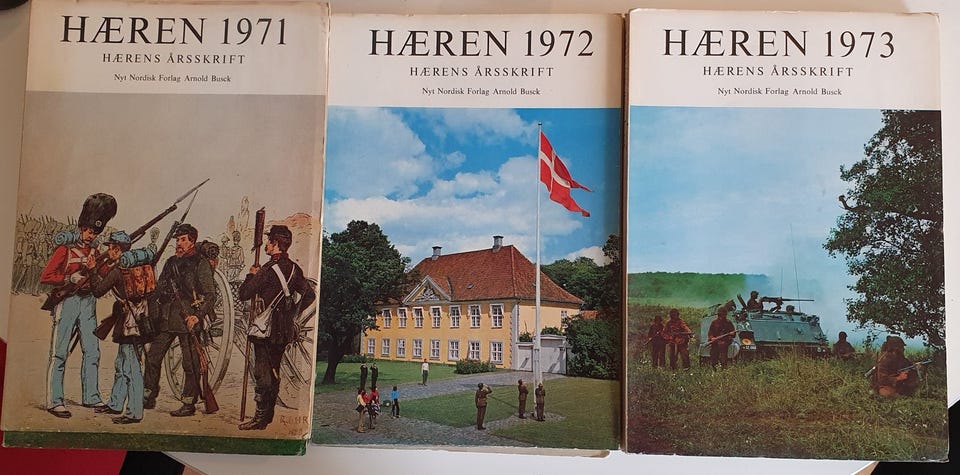 HÆREN 1971
HÆRENS ÅRSSKRIFT
Nyt Nordisk Forlag Arnold Busck
HÆREN 1972
HÆRENS ÅRSSKRIFT
Nyt Nordisk Forlag Arnold Busck
HÆREN 1973
HÆRENS ÅRSSKRIFT
Nyt Nordisk Forlag Arnold Busck